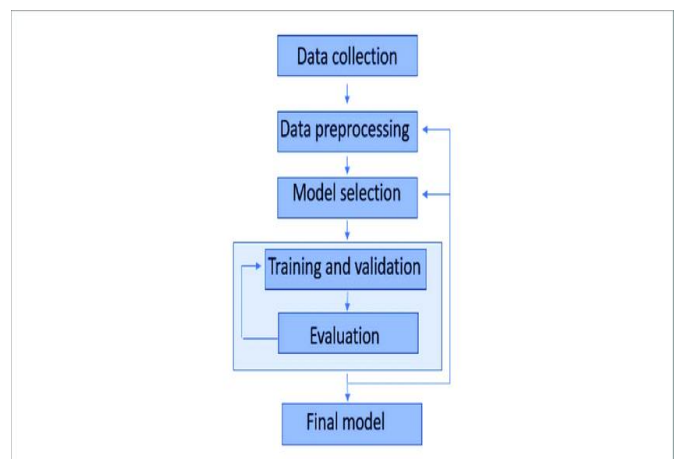 Data collection
Data preprocessing
Model selection
Training and validation
Evaluation
Final model